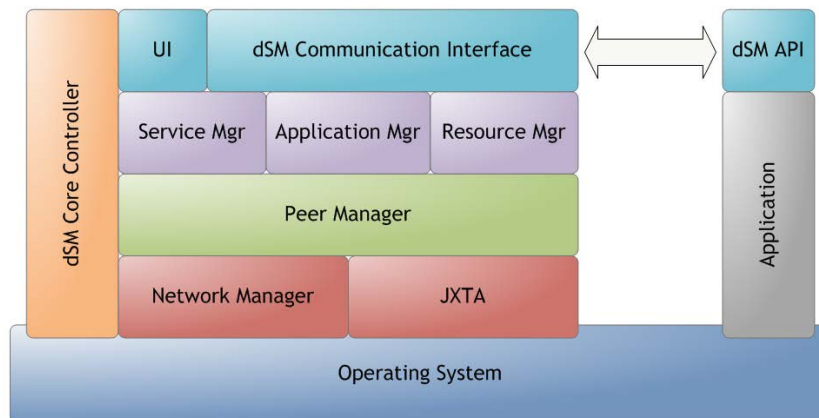 UI
dSM Communication Interface
dSM API
dSM Core Controller
Service Mgr
Application Mgr
Resource Mgr
Peer Manager
Application
Network Manager
JXTA
Operating System